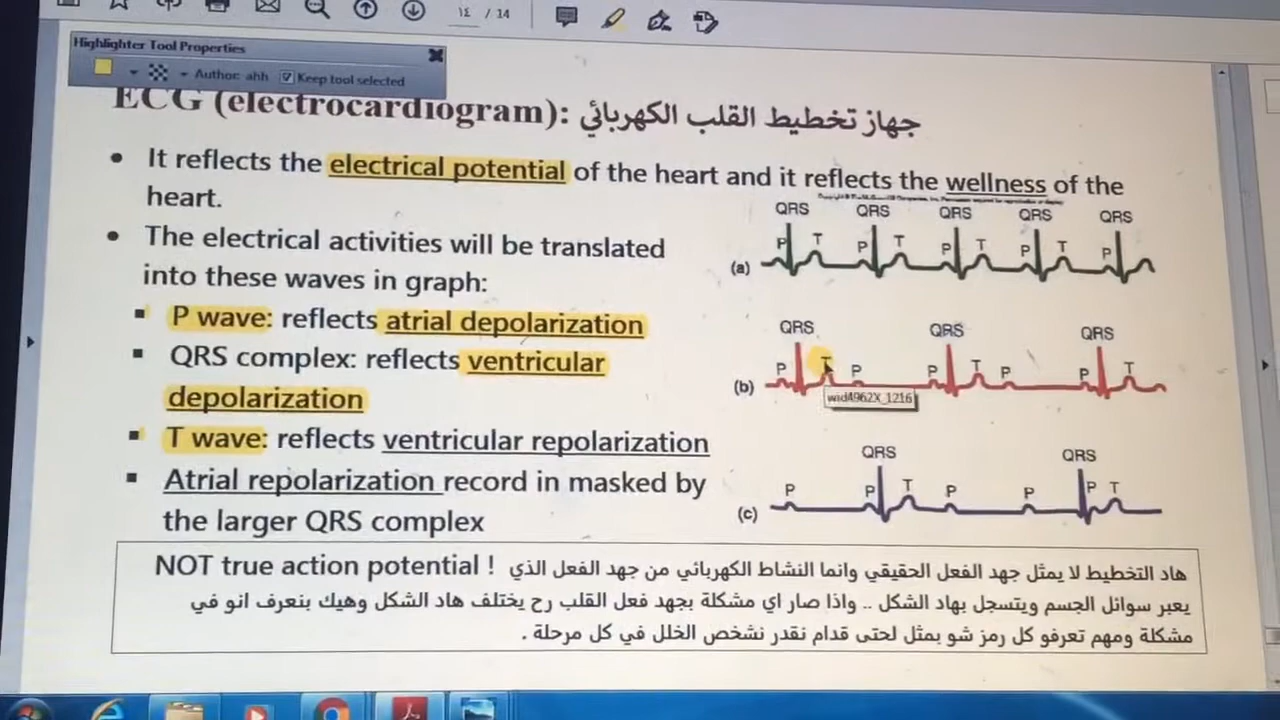 ١٤ / 14
Highlighter Tool Properties
Author: ahh Keep tool selected
ECG (electrocardiogram): جهاز تخطيط القلب الكهربائي
• It reflects the electrical potential of the heart and it reflects the wellness of the
heart.
• The electrical activities will be translated
into these waves in graph:
▪ P wave: reflects atrial depolarization
▪ QRS complex: reflects ventricular
depolarization
▪ T wave: reflects ventricular repolarization
▪ Atrial repolarization record in masked by
the larger QRS complex
QRS QRS QRS QRS QRS
P T P T P T P T P
(a)
QRS QRS QRS
P T P P T P P T
(b)
wid4962X_1216
QRS QRS
P P T P P P T
(c)
NOT true action potential ! هاد التخطيط لا يمثل جهد الفعل الحقيقي وانما النشاط الكهربائي من جهد الفعل الذي
يعبر سوائل الجسم ويتسجل بهاد الشكل .. واذا صار اي مشكلة بجهد فعل القلب رح يختلف هاد الشكل وهيك بنعرف انو في
مشكلة ومهم تعرفو كل رمز شو بمثل لحتى قدام نقدر نشخص الخلل في كل مرحلة .